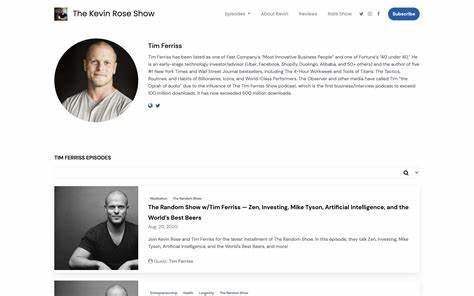 The Kevin Rose Show
Episodes
About Kevin
Reviews
Rate Show
Subscribe
Tim Ferriss
Tim Ferriss has been listed as one of Fast Company's "Most Innovative Business People" and one of Fortune's "40 under 40." He
is an early-stage technology investor/advisor (Uber, Facebook, Shopify, Duolingo, Alibaba, and 50+ others) and the author of five
#1 New York Times and Wall Street Journal bestsellers, including The 4-Hour Workweek and Tools of Titans: The Tactics,
Routines, and Habits of Billionaires, Icons, and World-Class Performers. The Observer and other media have called Tim "the
Oprah of audio" due to the influence of The Tim Ferriss Show podcast, which is the first business/interview podcast to exceed
100 million downloads. It has now exceeded 500 million downloads.
TIM FERRISS EPISODES
Meditation
The Random Show
The Random Show w/Tim Ferriss — Zen, Investing, Mike Tyson, Artificial Intelligence, and the
World's Best Beers
Aug. 20, 2020
Join Kevin Rose and Tim Ferriss for the latest installment of The Random Show. In this episode, they talk Zen, Investing, Mike
Tyson, Artificial Intelligence, and the World's Best Beers, and more!
Guest: Tim Ferriss
Entrepreneurship
Health
Longevity
The Random Show